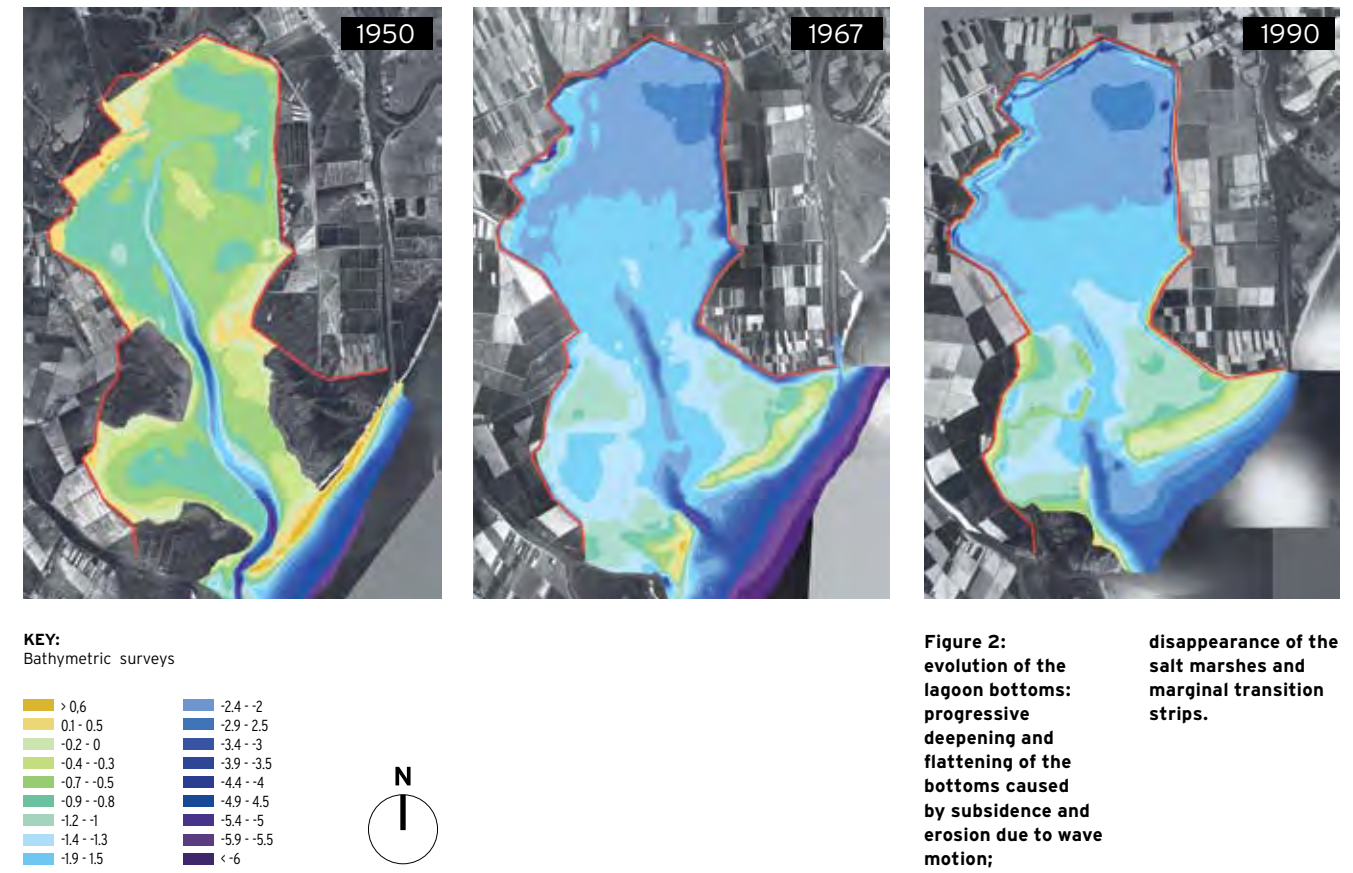 1950
1967
1990
KEY:
Bathymetric surveys
> 0,6
0.1 - 0.5
-0.2 - 0
-0.4 - -0.3
-0.7 - -0.5
-0.9 - -0.8
-1.2 - -1
-1.4 - -1.3
-1.9 - 1.5
-2.4 - -2
-2.9 - 2.5
-3.4 - -3
-3.9 - -3.5
-4.4 - -4
-4.9 - 4.5
-5.4 - -5
-5.9 - -5.5
< -6
N
Figure 2:
evolution of the
lagoon bottoms:
progressive
deepening and
flattening of the
bottoms caused
by subsidence and
erosion due to wave
motion;
disappearance of the
salt marshes and
marginal transition
strips.